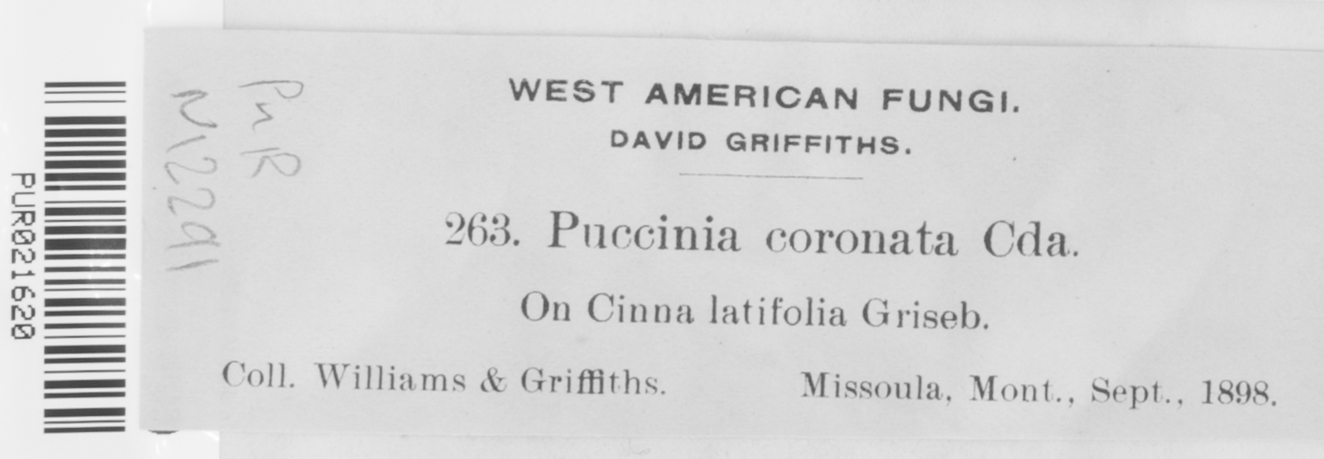 WEST AMERICAN FUNGI.
DAVID GRIFFITHS.
263. Puccinia coronata Cda.
On Cinna latifolia Griseb.
Coll. Williams & Griffiths. Missoula, Mont., Sept., 1898.
PUR021620
PUR